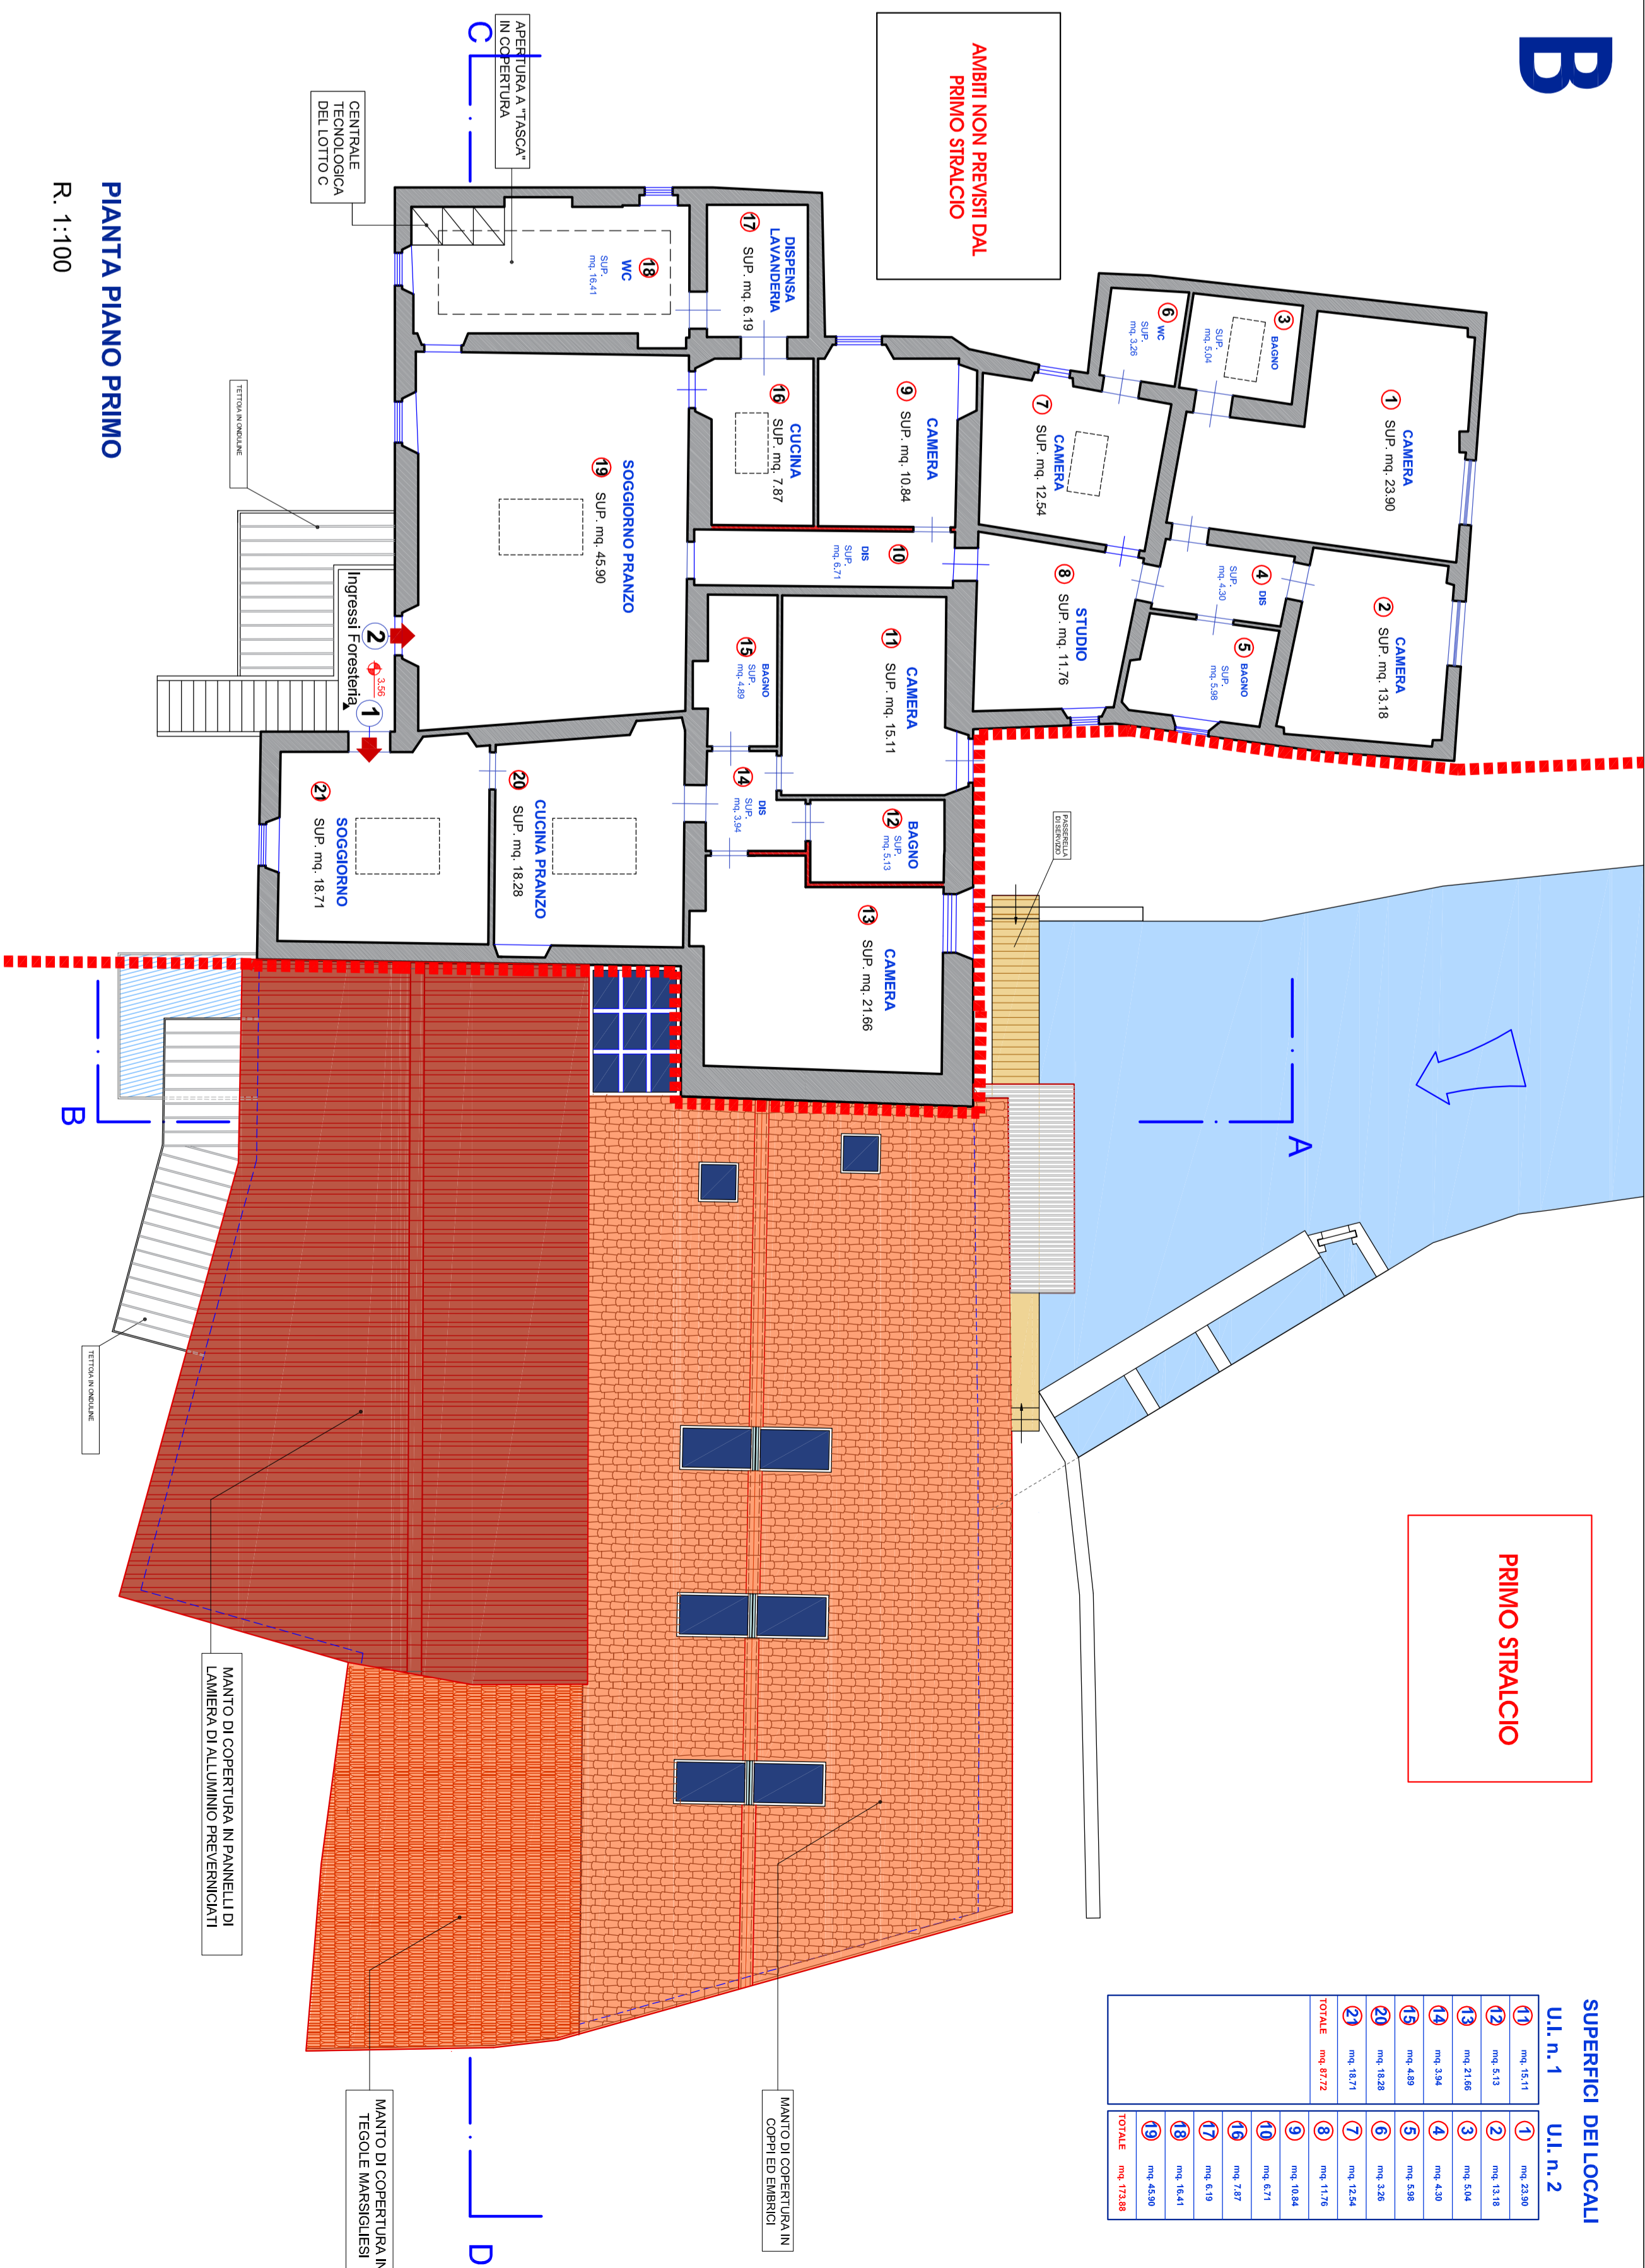 B
AMBITI NON PREVISTI DAL
PRIMO STRALCIO
PRIMO STRALCIO
SUPERFICI DEI LOCALI
U.I. n. 1
11 mq. 15.11
12 mq. 5.13
13 mq. 21.66
14 mq. 3.94
15 mq. 4.89
20 mq. 18.28
21 mq. 18.71
TOTALE mq. 87.72
U.I. n. 2
1 mq. 23.90
2 mq. 13.18
3 mq. 5.04
4 mq. 4.30
5 mq. 5.98
6 mq. 3.26
7 mq. 12.54
8 mq. 11.76
9 mq. 10.84
10 mq. 6.71
16 mq. 7.87
17 mq. 6.19
18 mq. 16.41
19 mq. 45.90
TOTALE mq. 173.88
CAMERA
1 SUP. mq. 23.90
CAMERA
2 SUP. mq. 13.18
BAGNO
3
SUP.
mq. 5.04
DIS
4
SUP.
mq. 4.30
BAGNO
5
SUP.
mq. 5.98
WC
6
SUP.
mq. 3.26
CAMERA
7 SUP. mq. 12.54
STUDIO
8 SUP. mq. 11.76
CAMERA
9 SUP. mq. 10.84
10
DIS
SUP.
mq. 6.71
CAMERA
11 SUP. mq. 15.11
BAGNO
12
SUP.
mq. 5.13
CAMERA
13 SUP. mq. 21.66
DIS
14
SUP.
mq. 3.94
BAGNO
15
SUP.
mq. 4.89
CUCINA
16 SUP. mq. 7.87
DISPENSA
LAVANDERIA
17 SUP. mq. 6.19
18
WC
SUP.
mq. 16.41
SOGGIORNO PRANZO
19 SUP. mq. 45.90
CUCINA PRANZO
20 SUP. mq. 18.28
SOGGIORNO
21 SUP. mq. 18.71
PASSERELLA
DI SERVIZIO
A
B
C
D
APERTURA A "TASCA"
IN COPERTURA
CENTRALE
TECNOLOGICA
DEL LOTTO C
TETTOIA IN ONDULINE
2
3.56
1
Ingressi Foresteria
TETTOIA IN ONDULINE
MANTO DI COPERTURA IN
COPPI ED EMBRICI
MANTO DI COPERTURA IN
TEGOLE MARSIGLIESI
MANTO DI COPERTURA IN PANNELLI DI
LAMIERA DI ALLUMINIO PREVERNICIATI
PIANTA PIANO PRIMO
R. 1:100